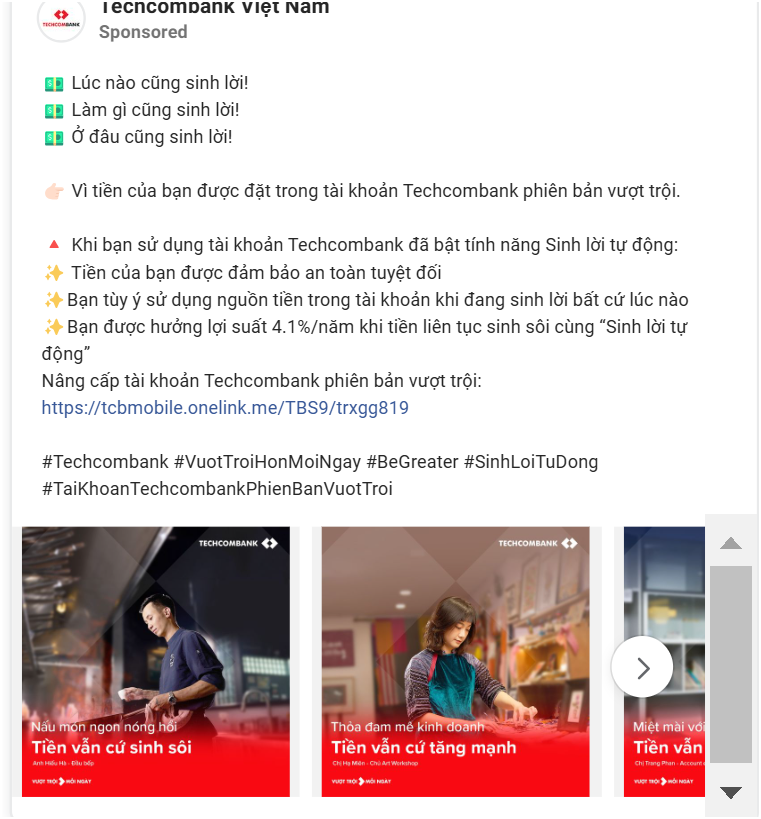 TECHCOMBANK
Techcombank Việt Nam
Sponsored
💵 Lúc nào cũng sinh lời!
💵 Làm gì cũng sinh lời!
💵 Ở đâu cũng sinh lời!
👉🏻 Vì tiền của bạn được đặt trong tài khoản Techcombank phiên bản vượt trội.
🔺 Khi bạn sử dụng tài khoản Techcombank đã bật tính năng Sinh lời tự động:
✨ Tiền của bạn được đảm bảo an toàn tuyệt đối
✨Bạn tùy ý sử dụng nguồn tiền trong tài khoản khi đang sinh lời bất cứ lúc nào
✨Bạn được hưởng lợi suất 4.1%/năm khi tiền liên tục sinh sôi cùng “Sinh lời tự
động”
Nâng cấp tài khoản Techcombank phiên bản vượt trội:
https://tcbmobile.onelink.me/TBS9/trxgg819
#Techcombank #VuotTroiHonMoiNgay #BeGreater #SinhLoiTuDong
#TaiKhoanTechcombankPhienBanVuotTroi
TECHCOMBANK
Nấu món ngon nóng hổi
Tiền vẫn cứ sinh sôi
Anh Hiếu Hà - Đầu bếp
VƯỢT TRỘI MỖI NGÀY
TECHCOMBANK
Thỏa đam mê kinh doanh
Tiền vẫn cứ tăng mạnh
Chị Hạ Miên - Chủ Art Workshop
VƯỢT TRỘI MỖI NGÀY
Miệt mài với
Tiền vẫn
Chị Trang Phan - Account
VƯỢT TRỘI MỖI NGÀY